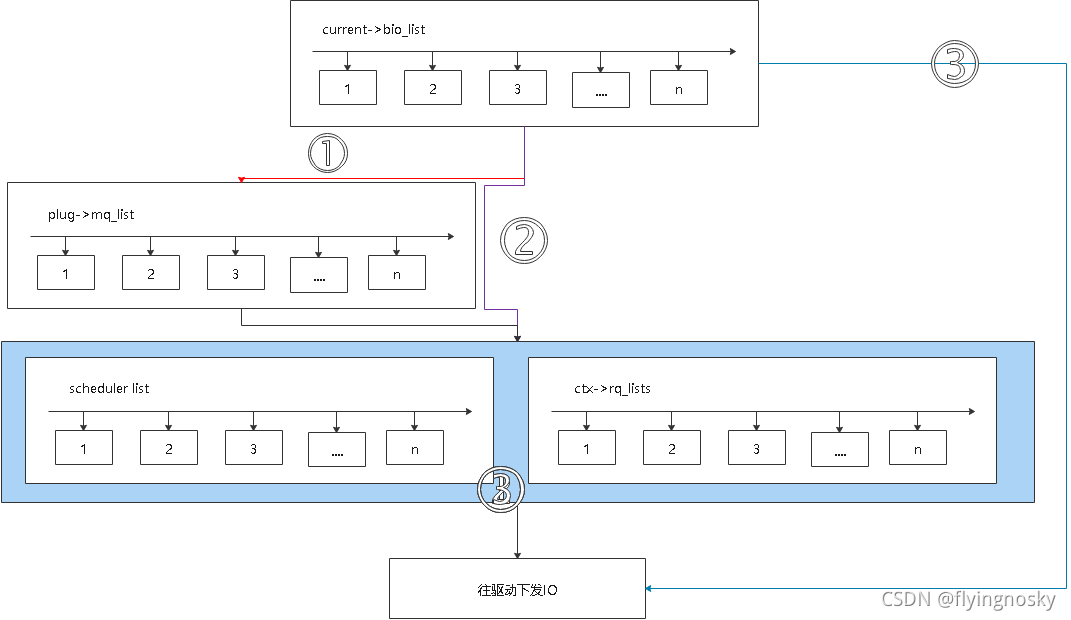 current->bio_list
1 2 3 .... n
③
①
plug->mq_list
1 2 3 .... n
②
scheduler list
1 2 3 .... n
ctx->rq_lists
1 2 3 .... n
往驱动下发IO
CSDN @flyingnosky